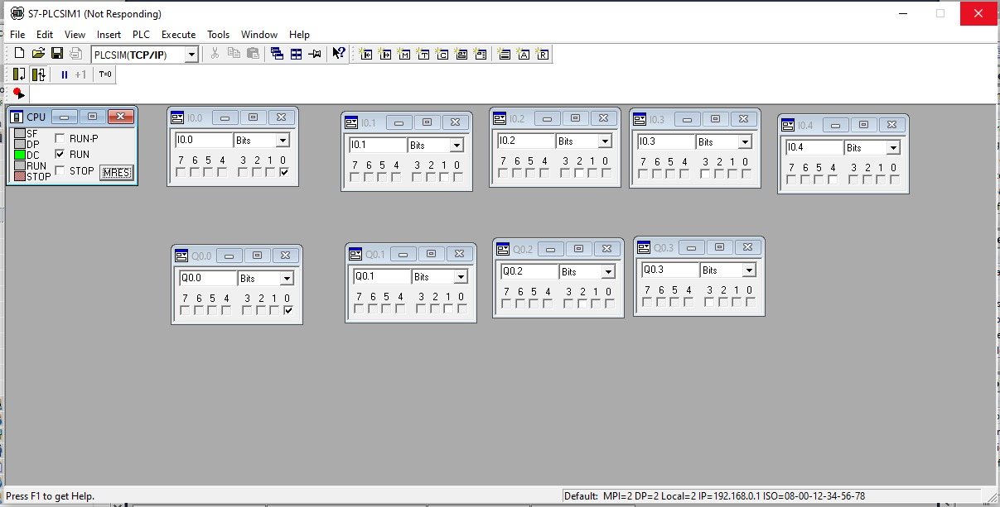 S7-PLCSIM1 (Not Responding)
File Edit View Insert PLC Execute Tools Window Help
PLCSIM(TCP/IP)
+1 T=0
CPU
SF
DP
DC
RUN
STOP
RUN-P
RUN
STOP MRES
I0.0
I0.0 Bits
7 6 5 4 3 2 1 0
I0.1
I0.1 Bits
7 6 5 4 3 2 1 0
I0.2
I0.2 Bits
7 6 5 4 3 2 1 0
I0.3
I0.3 Bits
7 6 5 4 3 2 1 0
I0.4
I0.4 Bits
7 6 5 4 3 2 1 0
Q0.0
Q0.0 Bits
7 6 5 4 3 2 1 0
Q0.1
Q0.1 Bits
7 6 5 4 3 2 1 0
Q0.2
Q0.2 Bits
7 6 5 4 3 2 1 0
Q0.3
Q0.3 Bits
7 6 5 4 3 2 1 0
Press F1 to get Help.
Default: MPI=2 DP=2 Local=2 IP=192.168.0.1 ISO=08-00-12-34-56-78